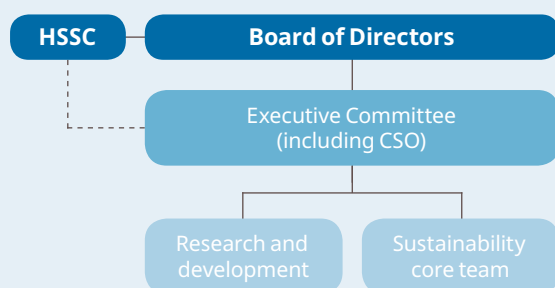 HSSC
Board of Directors
Executive Committee
(including CSO)
Research and
development
Sustainability
core team